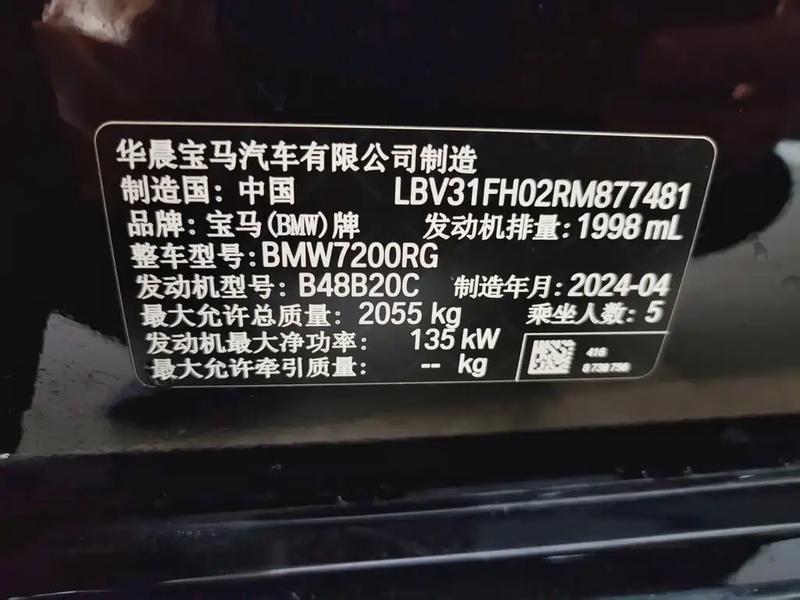 华晨宝马汽车有限公司制造
制造国：中国 LBV31FH02RM877481
品牌：宝马(BMW)牌 发动机排量：1998 mL
整车型号：BMW7200RG
发动机型号：B48B20C 制造年月：2024-04
最大允许总质量：2055 kg 乘坐人数：5
发动机最大净功率：135 kW
最大允许牵引质量：-- kg
416
8 738 756